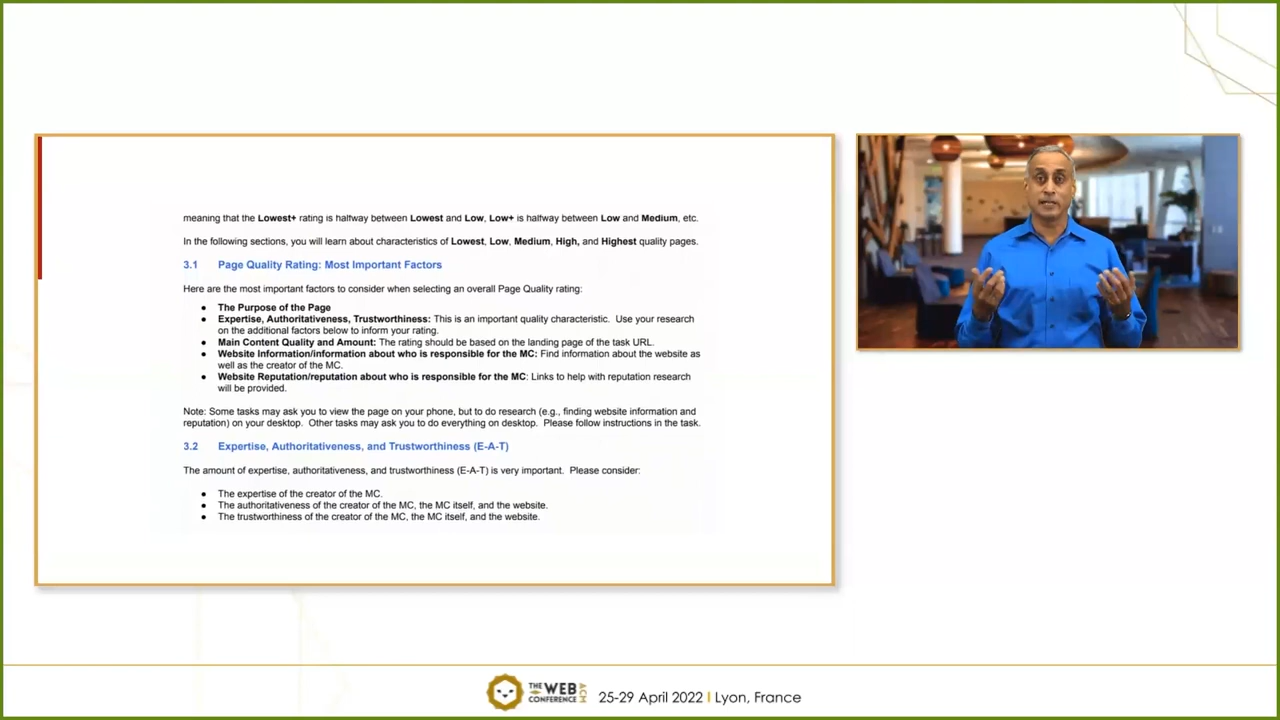 meaning that the Lowest+ rating is halfway between Lowest and Low, Low+ is halfway between Low and Medium, etc.
In the following sections, you will learn about characteristics of Lowest, Low, Medium, High, and Highest quality pages.
3.1 Page Quality Rating: Most Important Factors
Here are the most important factors to consider when selecting an overall Page Quality rating:
● The Purpose of the Page
● Expertise, Authoritativeness, Trustworthiness: This is an important quality characteristic. Use your research
on the additional factors below to inform your rating.
● Main Content Quality and Amount: The rating should be based on the landing page of the task URL.
● Website Information/information about who is responsible for the MC: Find information about the website as
well as the creator of the MC.
● Website Reputation/reputation about who is responsible for the MC: Links to help with reputation research
will be provided.
Note: Some tasks may ask you to view the page on your phone, but to do research (e.g., finding website information and
reputation) on your desktop. Other tasks may ask you to do everything on desktop. Please follow instructions in the task.
3.2 Expertise, Authoritativeness, and Trustworthiness (E-A-T)
The amount of expertise, authoritativeness, and trustworthiness (E-A-T) is very important. Please consider:
● The expertise of the creator of the MC.
● The authoritativeness of the creator of the MC, the MC itself, and the website.
● The trustworthiness of the creator of the MC, the MC itself, and the website.
THE WEB CONFERENCE ACM
25-29 April 2022 | Lyon, France